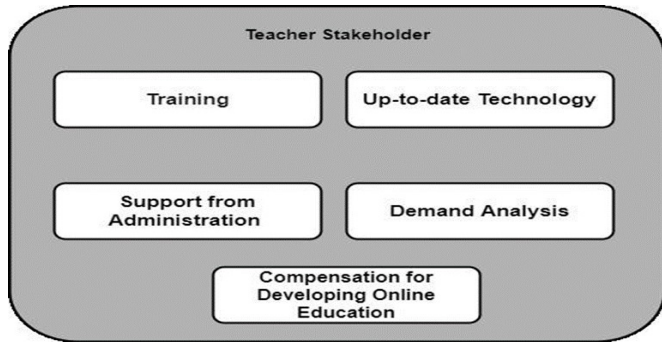 Teacher Stakeholder
Training
Up-to-date Technology
Support from
Administration
Demand Analysis
Compensation for
Developing Online
Education